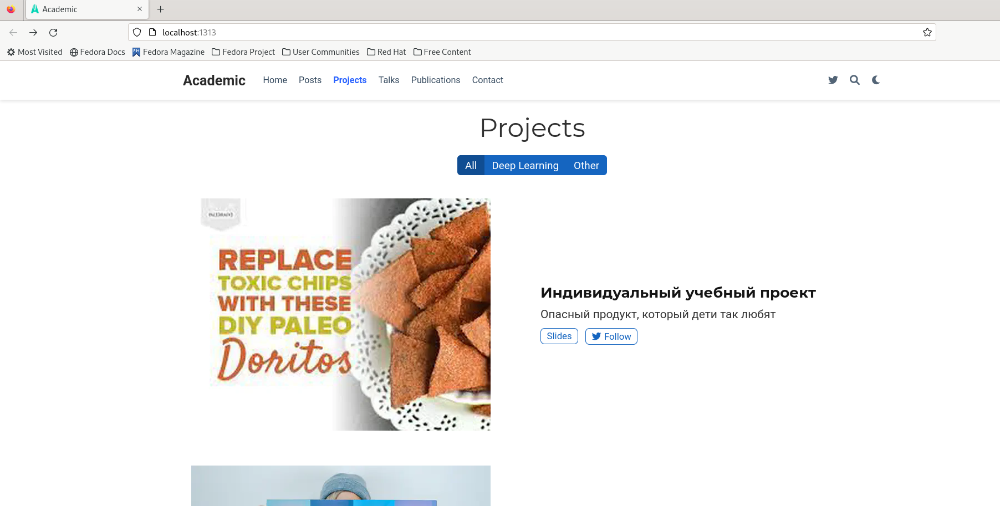 Academic
localhost:1313
Most Visited Fedora Docs Fedora Magazine Fedora Project User Communities Red Hat Free Content
Academic Home Posts Projects Talks Publications Contact
Projects
All Deep Learning Other
REPLACE
TOXIC CHIPS
WITH THESE
DIY PALEO
Doritos
Индивидуальный учебный проект
Опасный продукт, который дети так любят
Slides Follow